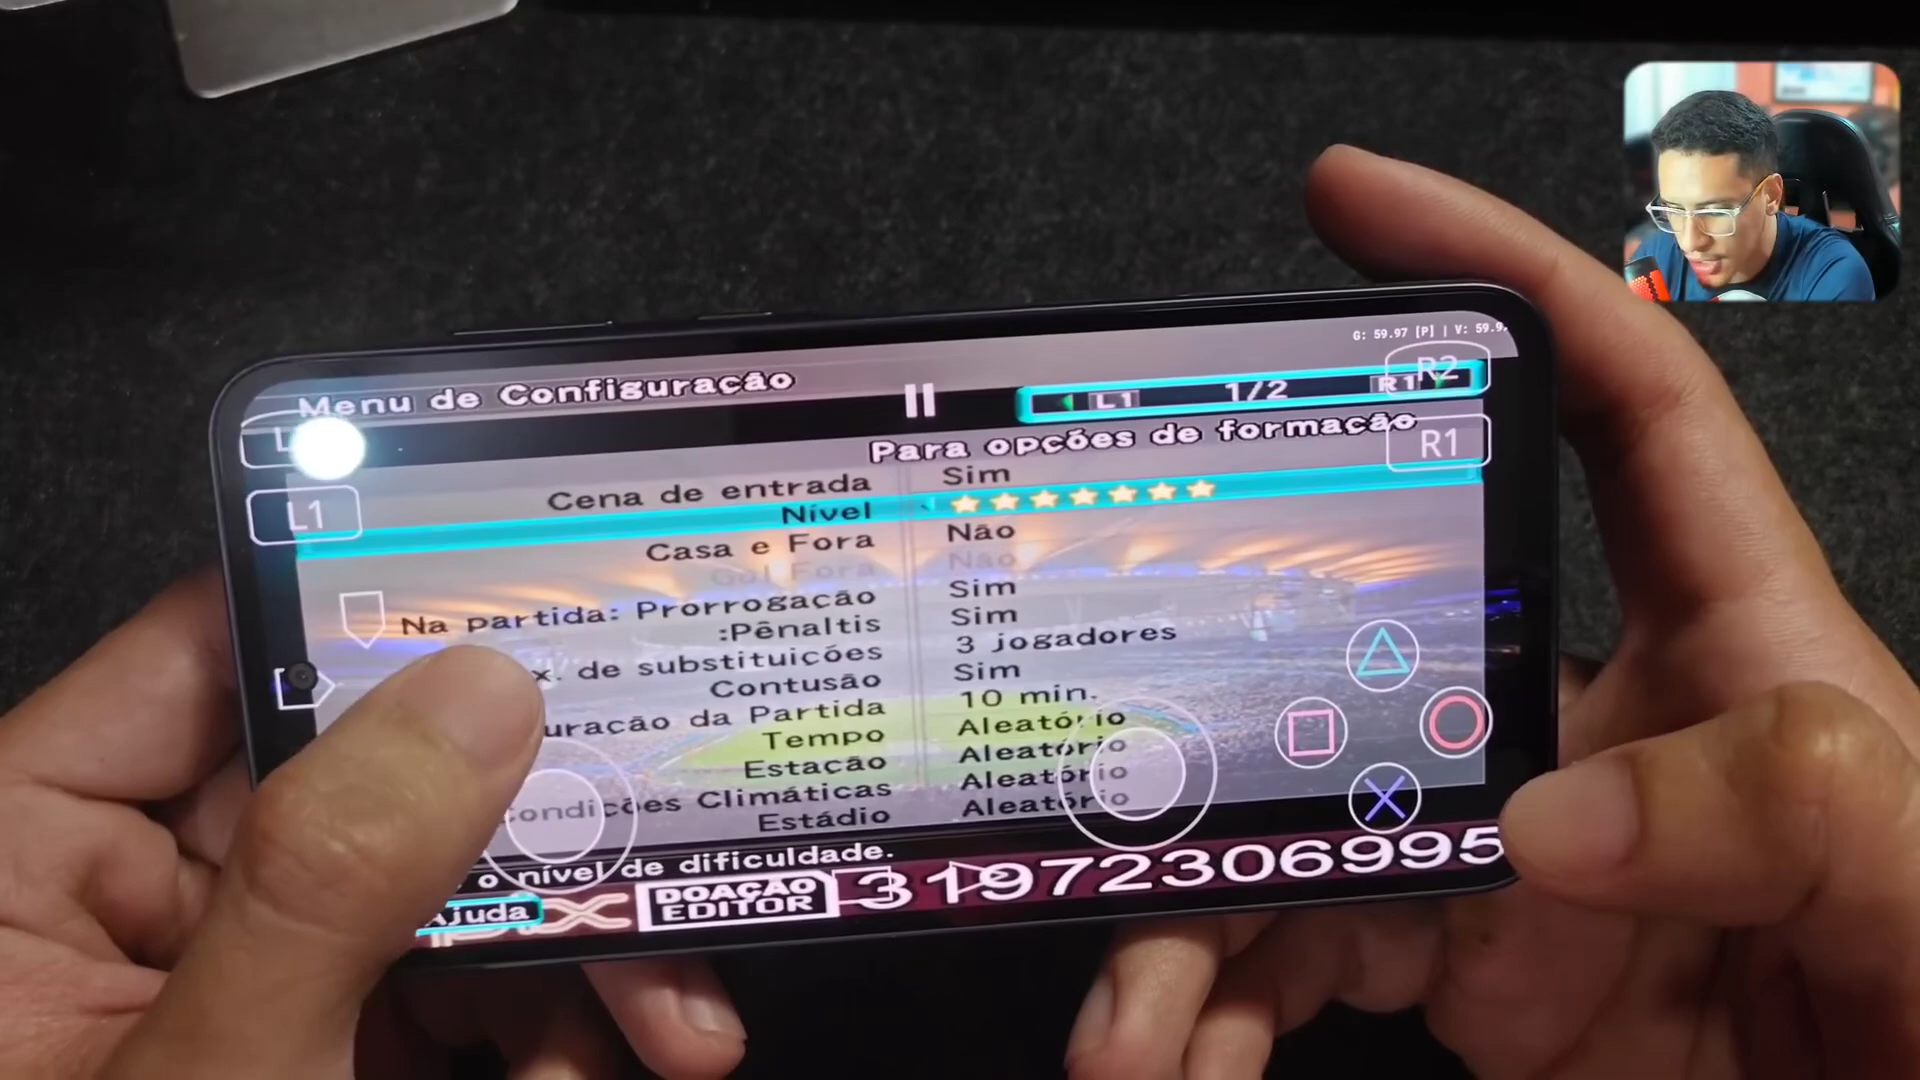 G: 59.97 [P] | V: 59.9
Menu de Configuração
L1 1/2 R1
R2
Para opções de formação
R1
L1
Cena de entrada Sim
Nível
Casa e Fora Não
Gol Fora Não
Na partida: Prorrogação Sim
:Pênaltis Sim
x. de substituições 3 jogadores
Contusão Sim
uração da Partida 10 min.
Tempo Aleatório
Estação Aleatório
ondições Climáticas Aleatório
Estádio Aleatório
o nível de dificuldade.
Ajuda
DOAÇÃO
EDITOR
31972306995